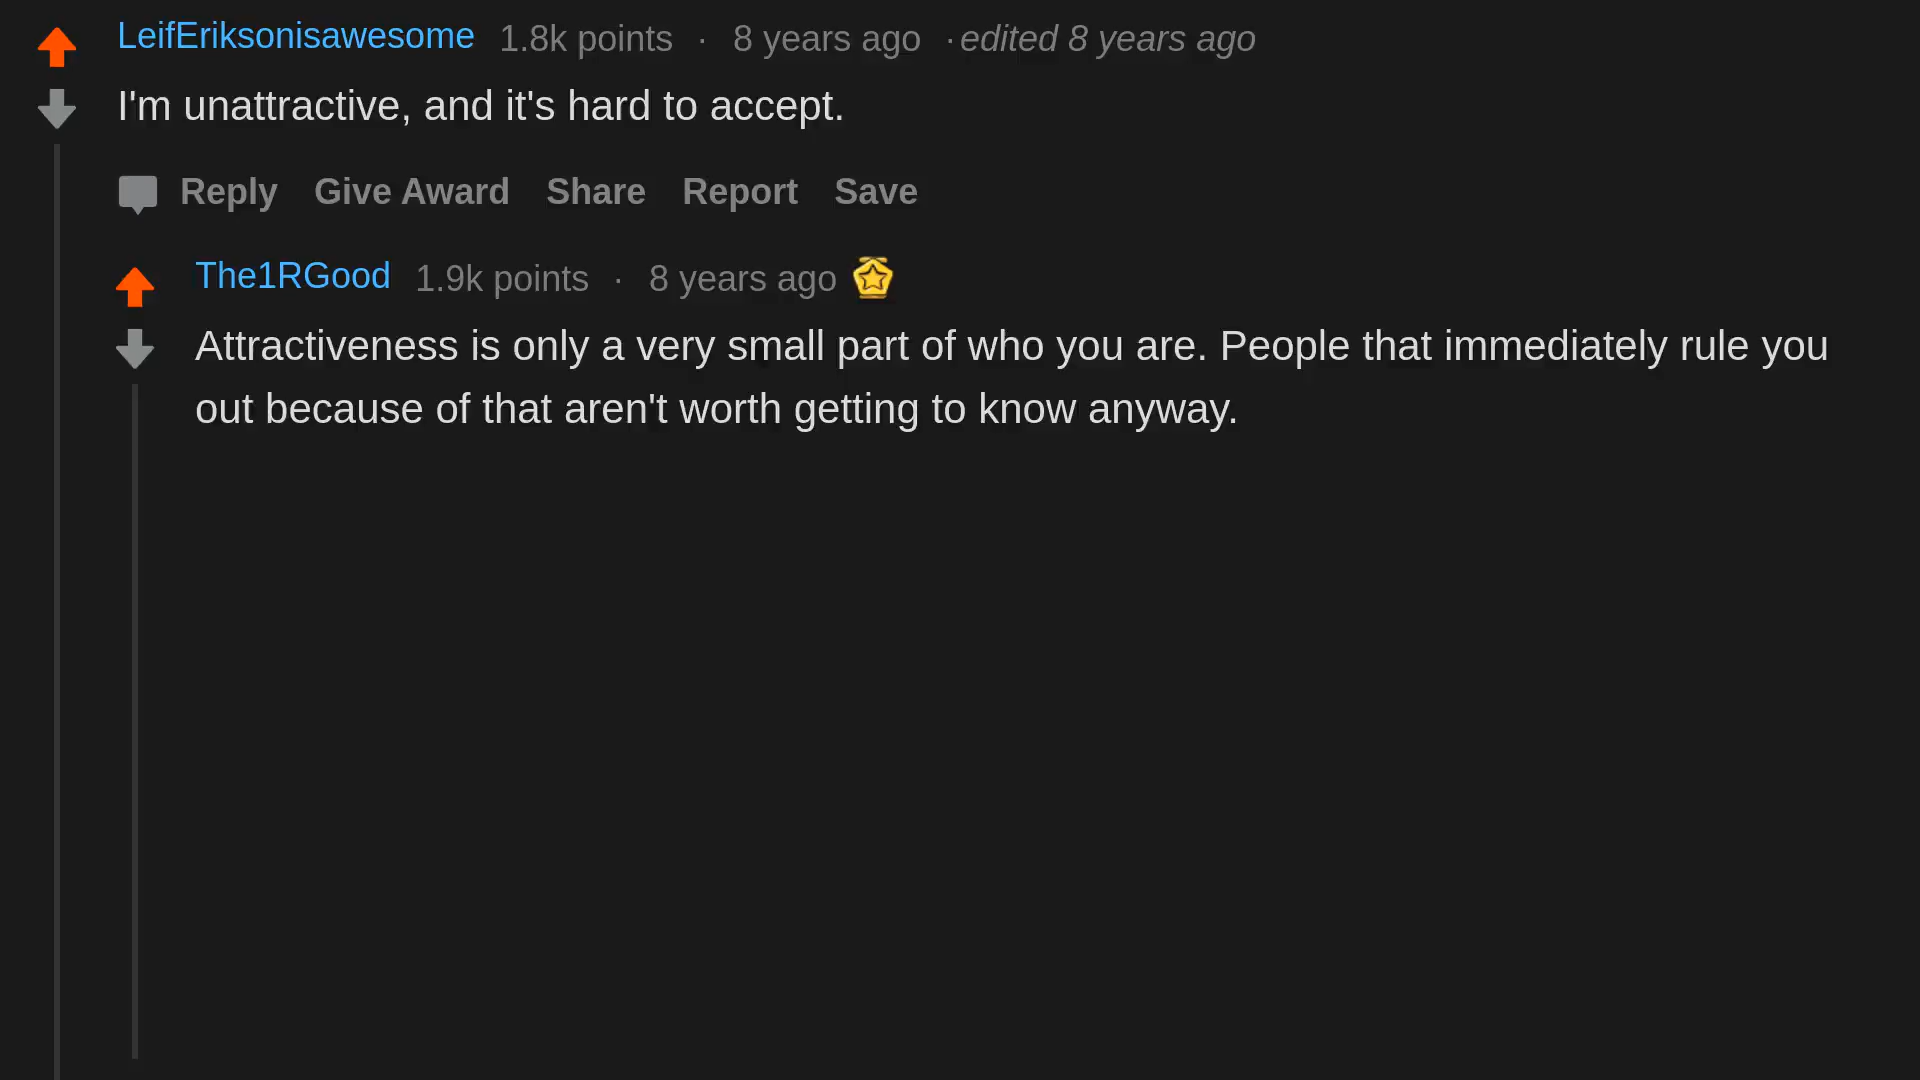 LeifEriksonisawesome 1.8k points · 8 years ago · edited 8 years ago
I'm unattractive, and it's hard to accept.
Reply Give Award Share Report Save
The1RGood 1.9k points · 8 years ago
Attractiveness is only a very small part of who you are. People that immediately rule you
out because of that aren't worth getting to know anyway.